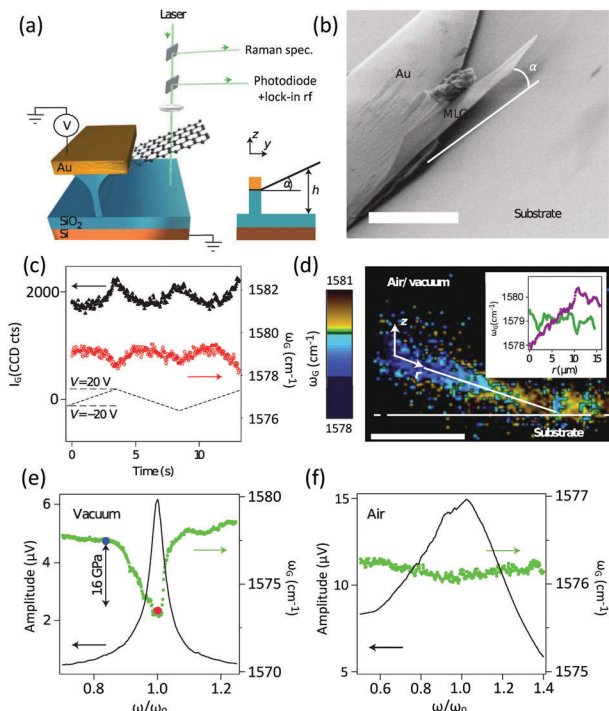 (a)
Laser
Raman spec.
Photodiode
+lock-in rf
V
Au
SiO2
Si
z
y
α
h
(b)
Au
MLG
α
Substrate
(c)
IG(CCD cts)
2000
0
V=20 V
V=−20 V
0
5
10
Time (s)
1582
1580
1578
1576
ωG (cm-1)
(d)
1581
1578
ωG (cm-1)
Air/vacuum
z
r
Substrate
ωG(cm-1)
1580
1579
1578
0
5
10
15
r (μm)
(e)
Vacuum
Amplitude (μV)
6
4
2
16 GPa
0.8
1.0
1.2
ω/ω0
1580
1575
1570
ωG (cm-1)
(f)
Air
Amplitude (μV)
15
10
5
0.6
0.8
1.0
1.2
1.4
ω/ω0
1577
1576
1575
ωG (cm-1)